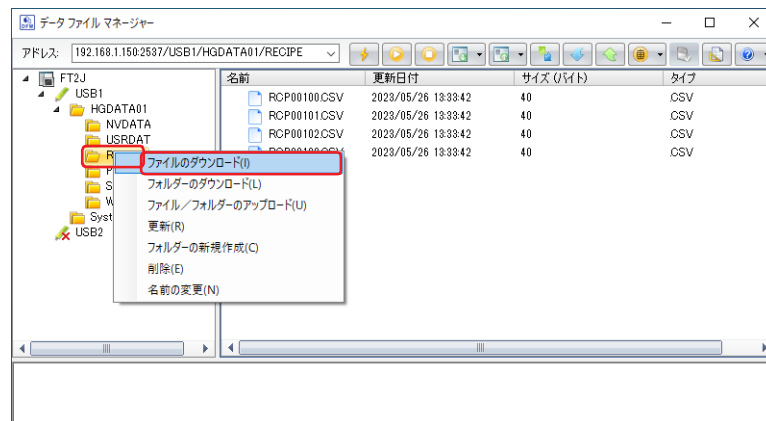 データ ファイル マネージャー
アドレス: 192.168.1.150:2537/USB1/HGDATA01/RECIPE
FT2J
USB1
HGDATA01
NVDATA
USRDAT
R
P
S
W
Syst
USB2
ファイルのダウンロード(I)
フォルダーのダウンロード(L)
ファイル／フォルダーのアップロード(U)
更新(R)
フォルダーの新規作成(C)
削除(E)
名前の変更(N)
名前 更新日付 サイズ (バイト) タイプ
RCP00100.CSV 2023/05/26 13:33:42 40 .CSV
RCP00101.CSV 2023/05/26 13:33:42 40 .CSV
RCP00102.CSV 2023/05/26 13:33:42 40 .CSV
2023/05/26 13:33:42 40 .CSV